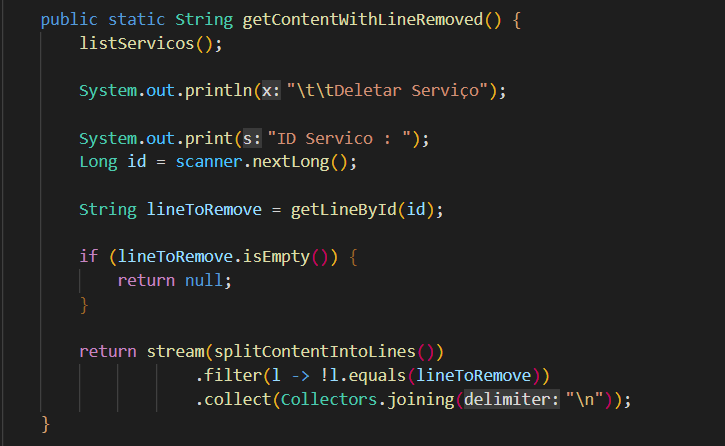 public static String getContentWithLineRemoved() {
listServicos();
System.out.println(x: "\t\tDeletar Serviço");
System.out.print(s: "ID Servico : ");
Long id = scanner.nextLong();
String lineToRemove = getLineById(id);
if (lineToRemove.isEmpty()) {
return null;
}
return stream(splitContentIntoLines())
.filter(l -> !l.equals(lineToRemove))
.collect(Collectors.joining(delimiter: "\n"));
}